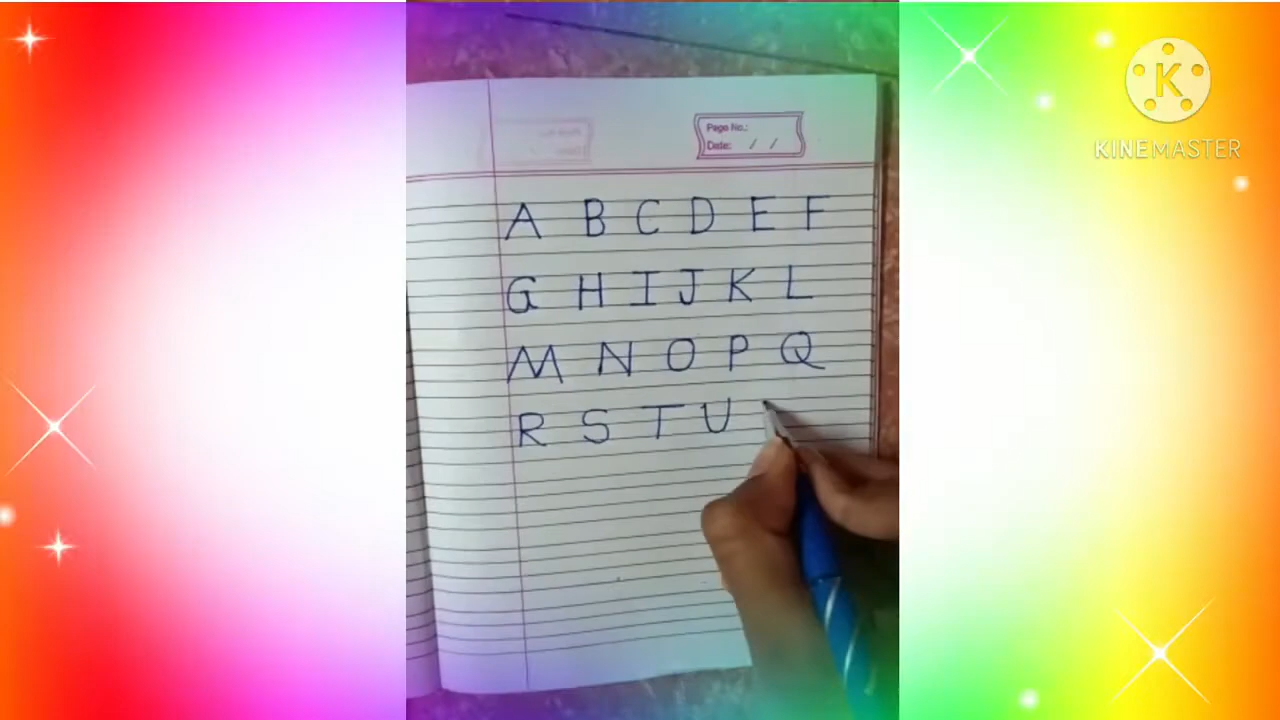 K
KINEMASTER
Page No.:
Date: / /
A B C D E F
G H I J K L
M N O P Q
R S T U